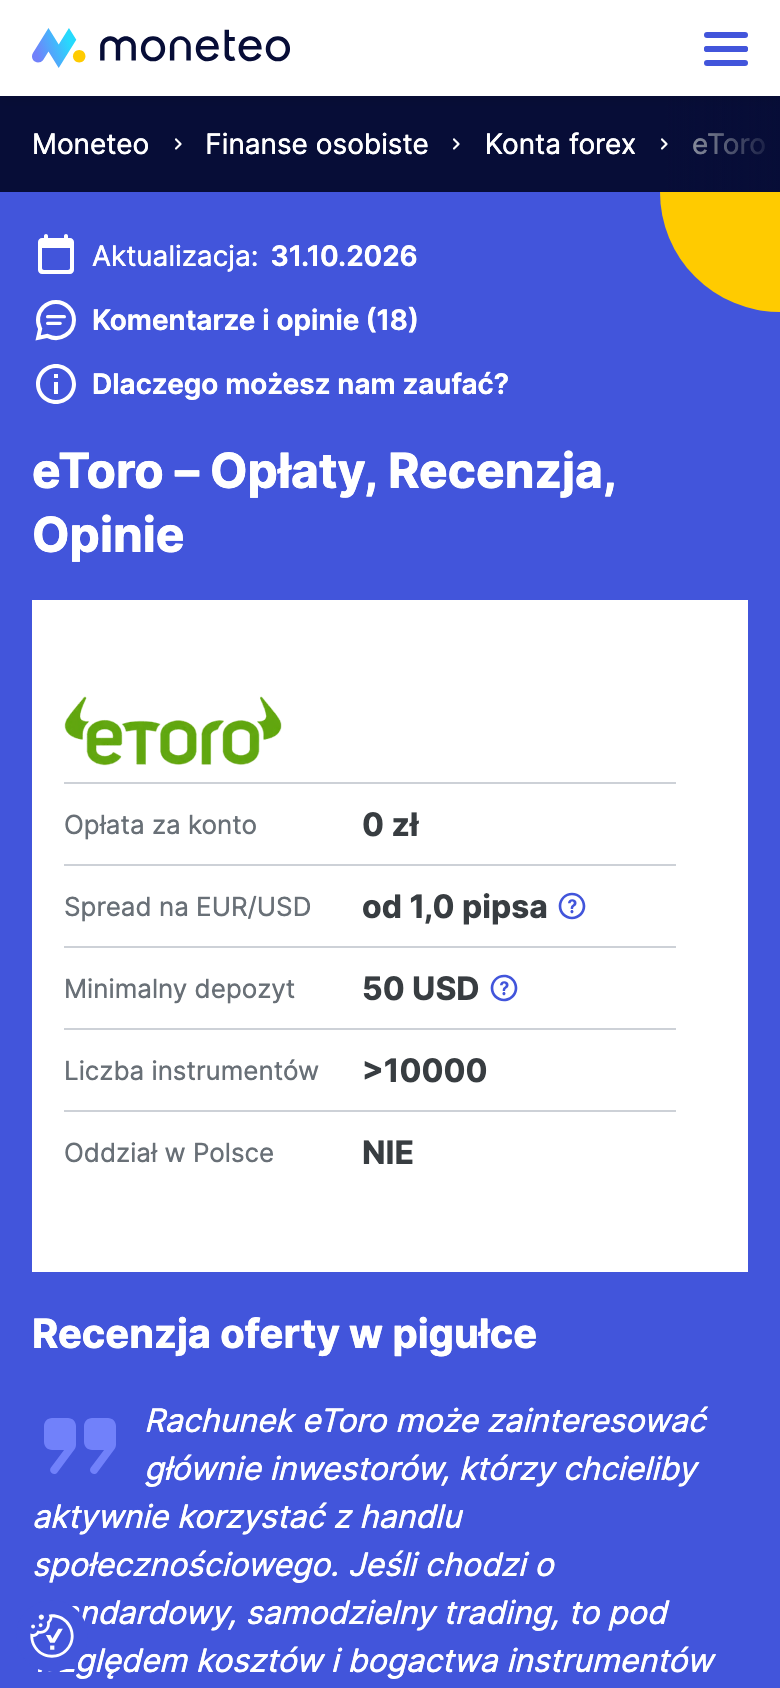 moneteo
Moneteo › Finanse osobiste › Konta forex › eToro
Aktualizacja: 31.10.2026
Komentarze i opinie (18)
Dlaczego możesz nam zaufać?
eToro – Opłaty, Recenzja,
Opinie
eToro
Opłata za konto 0 zł
Spread na EUR/USD od 1,0 pipsa
Minimalny depozyt 50 USD
Liczba instrumentów >10000
Oddział w Polsce NIE
Recenzja oferty w pigułce
Rachunek eToro może zainteresować
głównie inwestorów, którzy chcieliby
aktywnie korzystać z handlu
społecznościowego. Jeśli chodzi o
ndardowy, samodzielny trading, to pod
ględem kosztów i bogactwa instrumentów